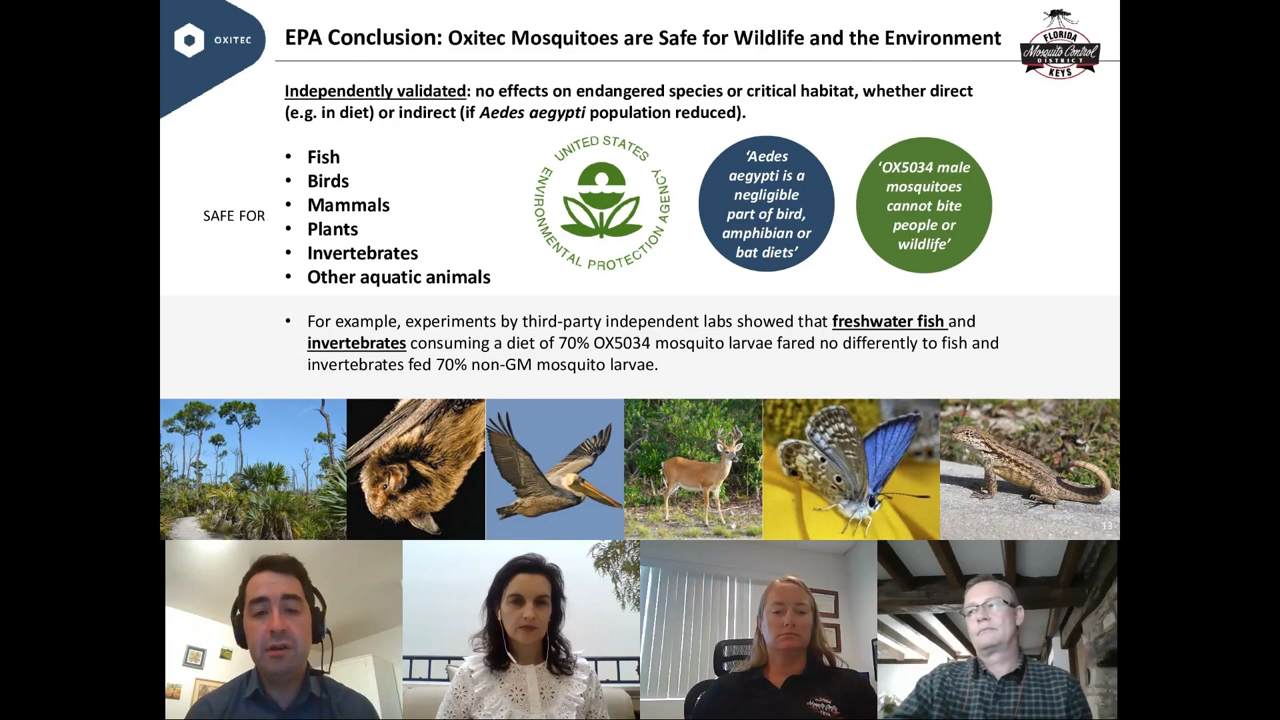 OXITEC
EPA Conclusion: Oxitec Mosquitoes are Safe for Wildlife and the Environment
FLORIDA
Mosquito Control
DISTRICT
KEYS
Independently validated: no effects on endangered species or critical habitat, whether direct
(e.g. in diet) or indirect (if Aedes aegypti population reduced).
SAFE FOR
• Fish
• Birds
• Mammals
• Plants
• Invertebrates
• Other aquatic animals
UNITED STATES
ENVIRONMENTAL PROTECTION AGENCY
‘Aedes
aegypti is a
negligible
part of bird,
amphibian or
bat diets’
‘OX5034 male
mosquitoes
cannot bite
people or
wildlife’
• For example, experiments by third-party independent labs showed that freshwater fish and
invertebrates consuming a diet of 70% OX5034 mosquito larvae fared no differently to fish and
invertebrates fed 70% non-GM mosquito larvae.
13
FLORIDA
Mosquito Control
KEYS